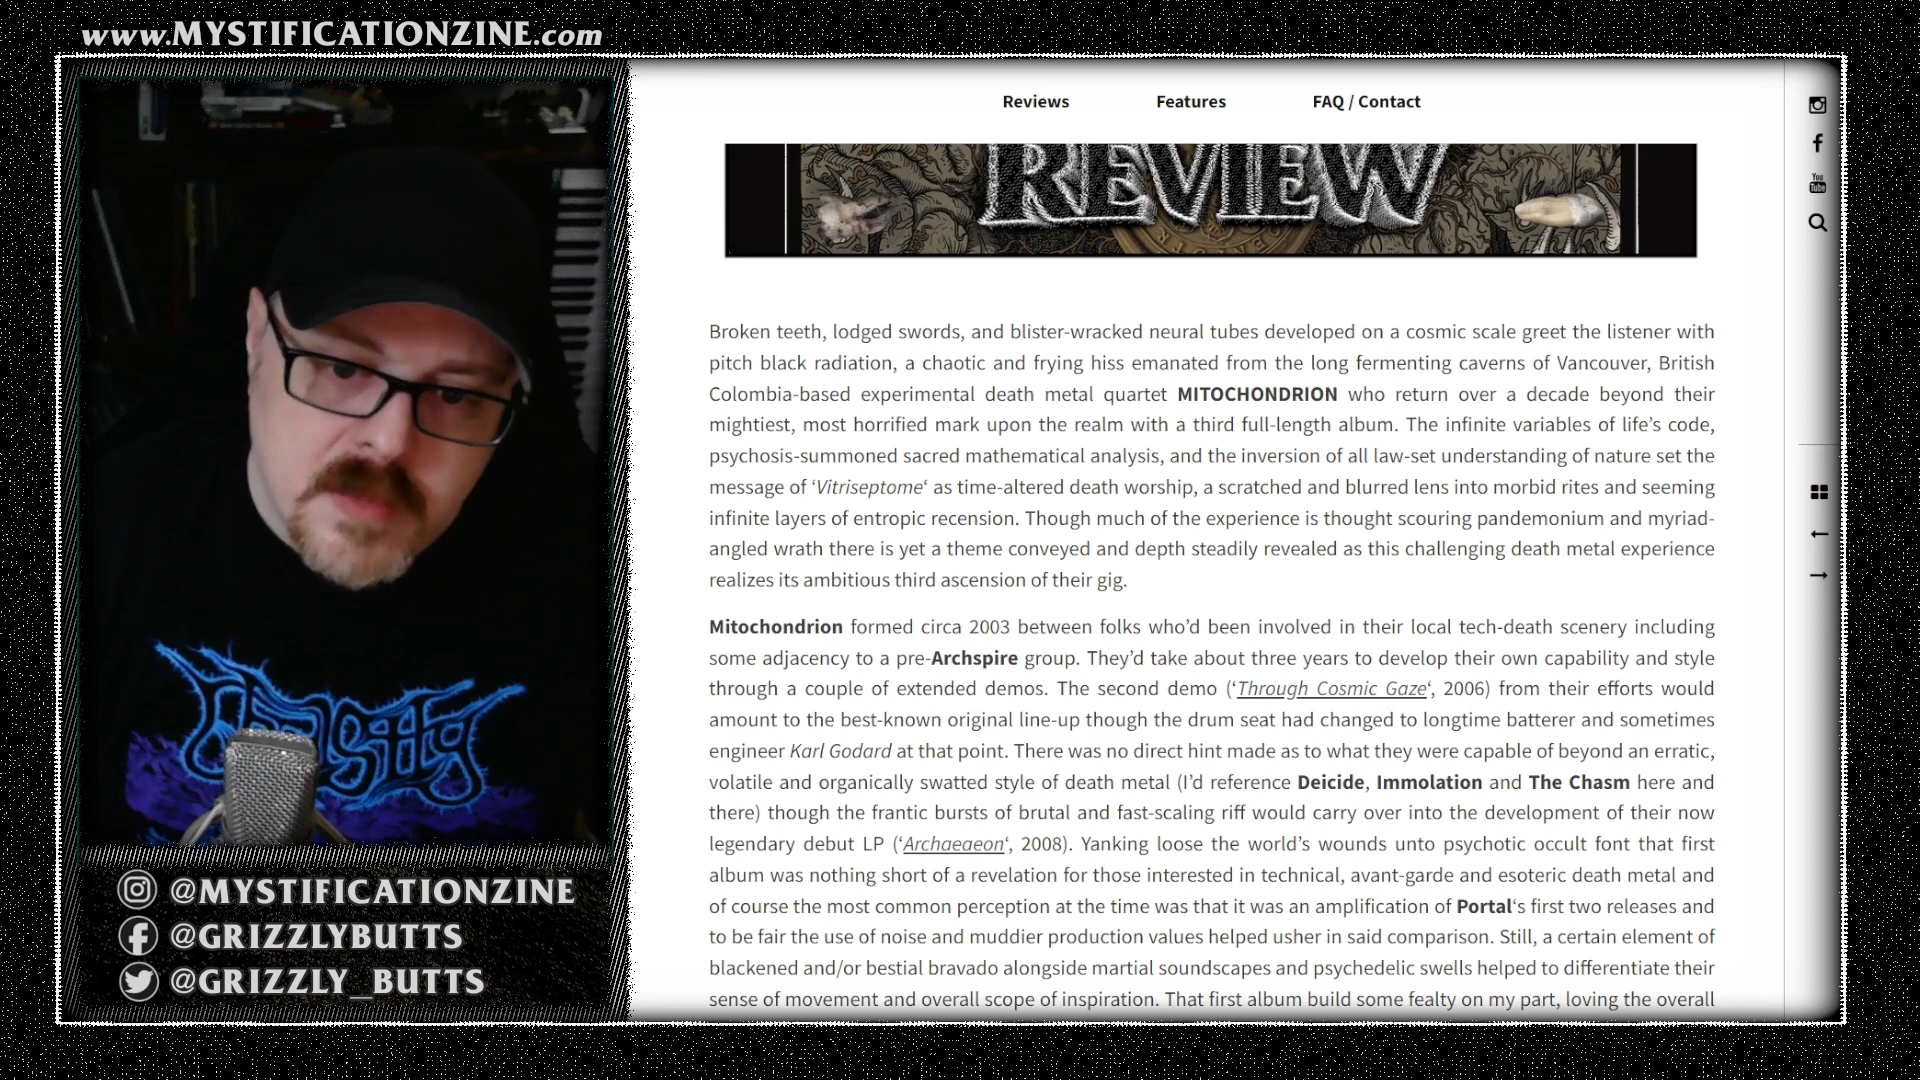 www.MYSTIFICATIONZINE.com
Reviews
Features
FAQ / Contact
REVIEW
You
Tube
Broken teeth, lodged swords, and blister-wracked neural tubes developed on a cosmic scale greet the listener with
pitch black radiation, a chaotic and frying hiss emanated from the long fermenting caverns of Vancouver, British
Colombia-based experimental death metal quartet MITOCHONDRION who return over a decade beyond their
mightiest, most horrified mark upon the realm with a third full-length album. The infinite variables of life’s code,
psychosis-summoned sacred mathematical analysis, and the inversion of all law-set understanding of nature set the
message of ‘Vitriseptome‘ as time-altered death worship, a scratched and blurred lens into morbid rites and seeming
infinite layers of entropic recension. Though much of the experience is thought scouring pandemonium and myriad-
angled wrath there is yet a theme conveyed and depth steadily revealed as this challenging death metal experience
realizes its ambitious third ascension of their gig.
Mitochondrion formed circa 2003 between folks who’d been involved in their local tech-death scenery including
some adjacency to a pre-Archspire group. They’d take about three years to develop their own capability and style
through a couple of extended demos. The second demo (‘Through Cosmic Gaze‘, 2006) from their efforts would
amount to the best-known original line-up though the drum seat had changed to longtime batterer and sometimes
engineer Karl Godard at that point. There was no direct hint made as to what they were capable of beyond an erratic,
volatile and organically swatted style of death metal (I’d reference Deicide, Immolation and The Chasm here and
there) though the frantic bursts of brutal and fast-scaling riff would carry over into the development of their now
legendary debut LP (‘Archaeaeon‘, 2008). Yanking loose the world’s wounds unto psychotic occult font that first
album was nothing short of a revelation for those interested in technical, avant-garde and esoteric death metal and
of course the most common perception at the time was that it was an amplification of Portal‘s first two releases and
to be fair the use of noise and muddier production values helped usher in said comparison. Still, a certain element of
blackened and/or bestial bravado alongside martial soundscapes and psychedelic swells helped to differentiate their
sense of movement and overall scope of inspiration. That first album build some fealty on my part, loving the overall
@MYSTIFICATIONZINE
@GRIZZLYBUTTS
@GRIZZLY_BUTTS